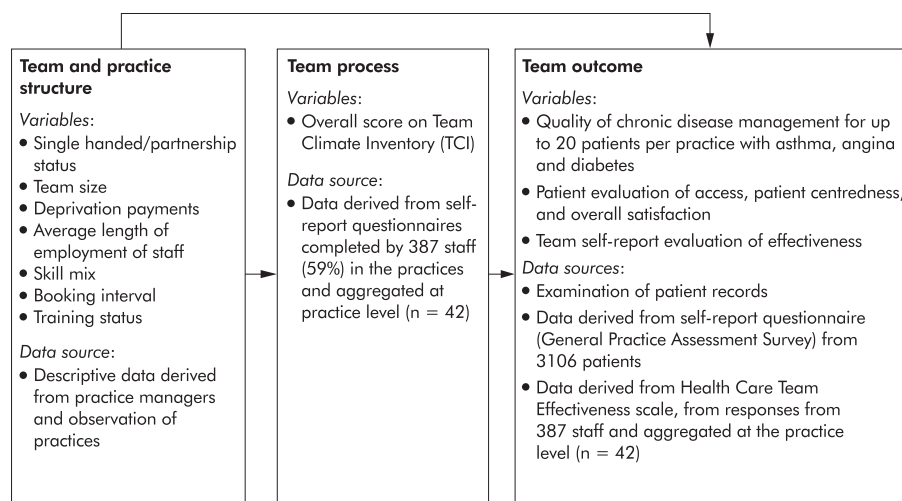 Team and practice
structure
Variables:
• Single handed/partnership
status
• Team size
• Deprivation payments
• Average length of
employment of staff
• Skill mix
• Booking interval
• Training status
Data source:
• Descriptive data derived
from practice managers
and observation of
practices
Team process
Variables:
• Overall score on Team
Climate Inventory (TCI)
Data source:
• Data derived from self-
report questionnaires
completed by 387 staff
(59%) in the practices
and aggregated at
practice level (n = 42)
Team outcome
Variables:
• Quality of chronic disease management for up
to 20 patients per practice with asthma, angina
and diabetes
• Patient evaluation of access, patient centredness,
and overall satisfaction
• Team self-report evaluation of effectiveness
Data sources:
• Examination of patient records
• Data derived from self-report questionnaire
(General Practice Assessment Survey) from
3106 patients
• Data derived from Health Care Team
Effectiveness scale, from responses from
387 staff and aggregated at the practice
level (n = 42)